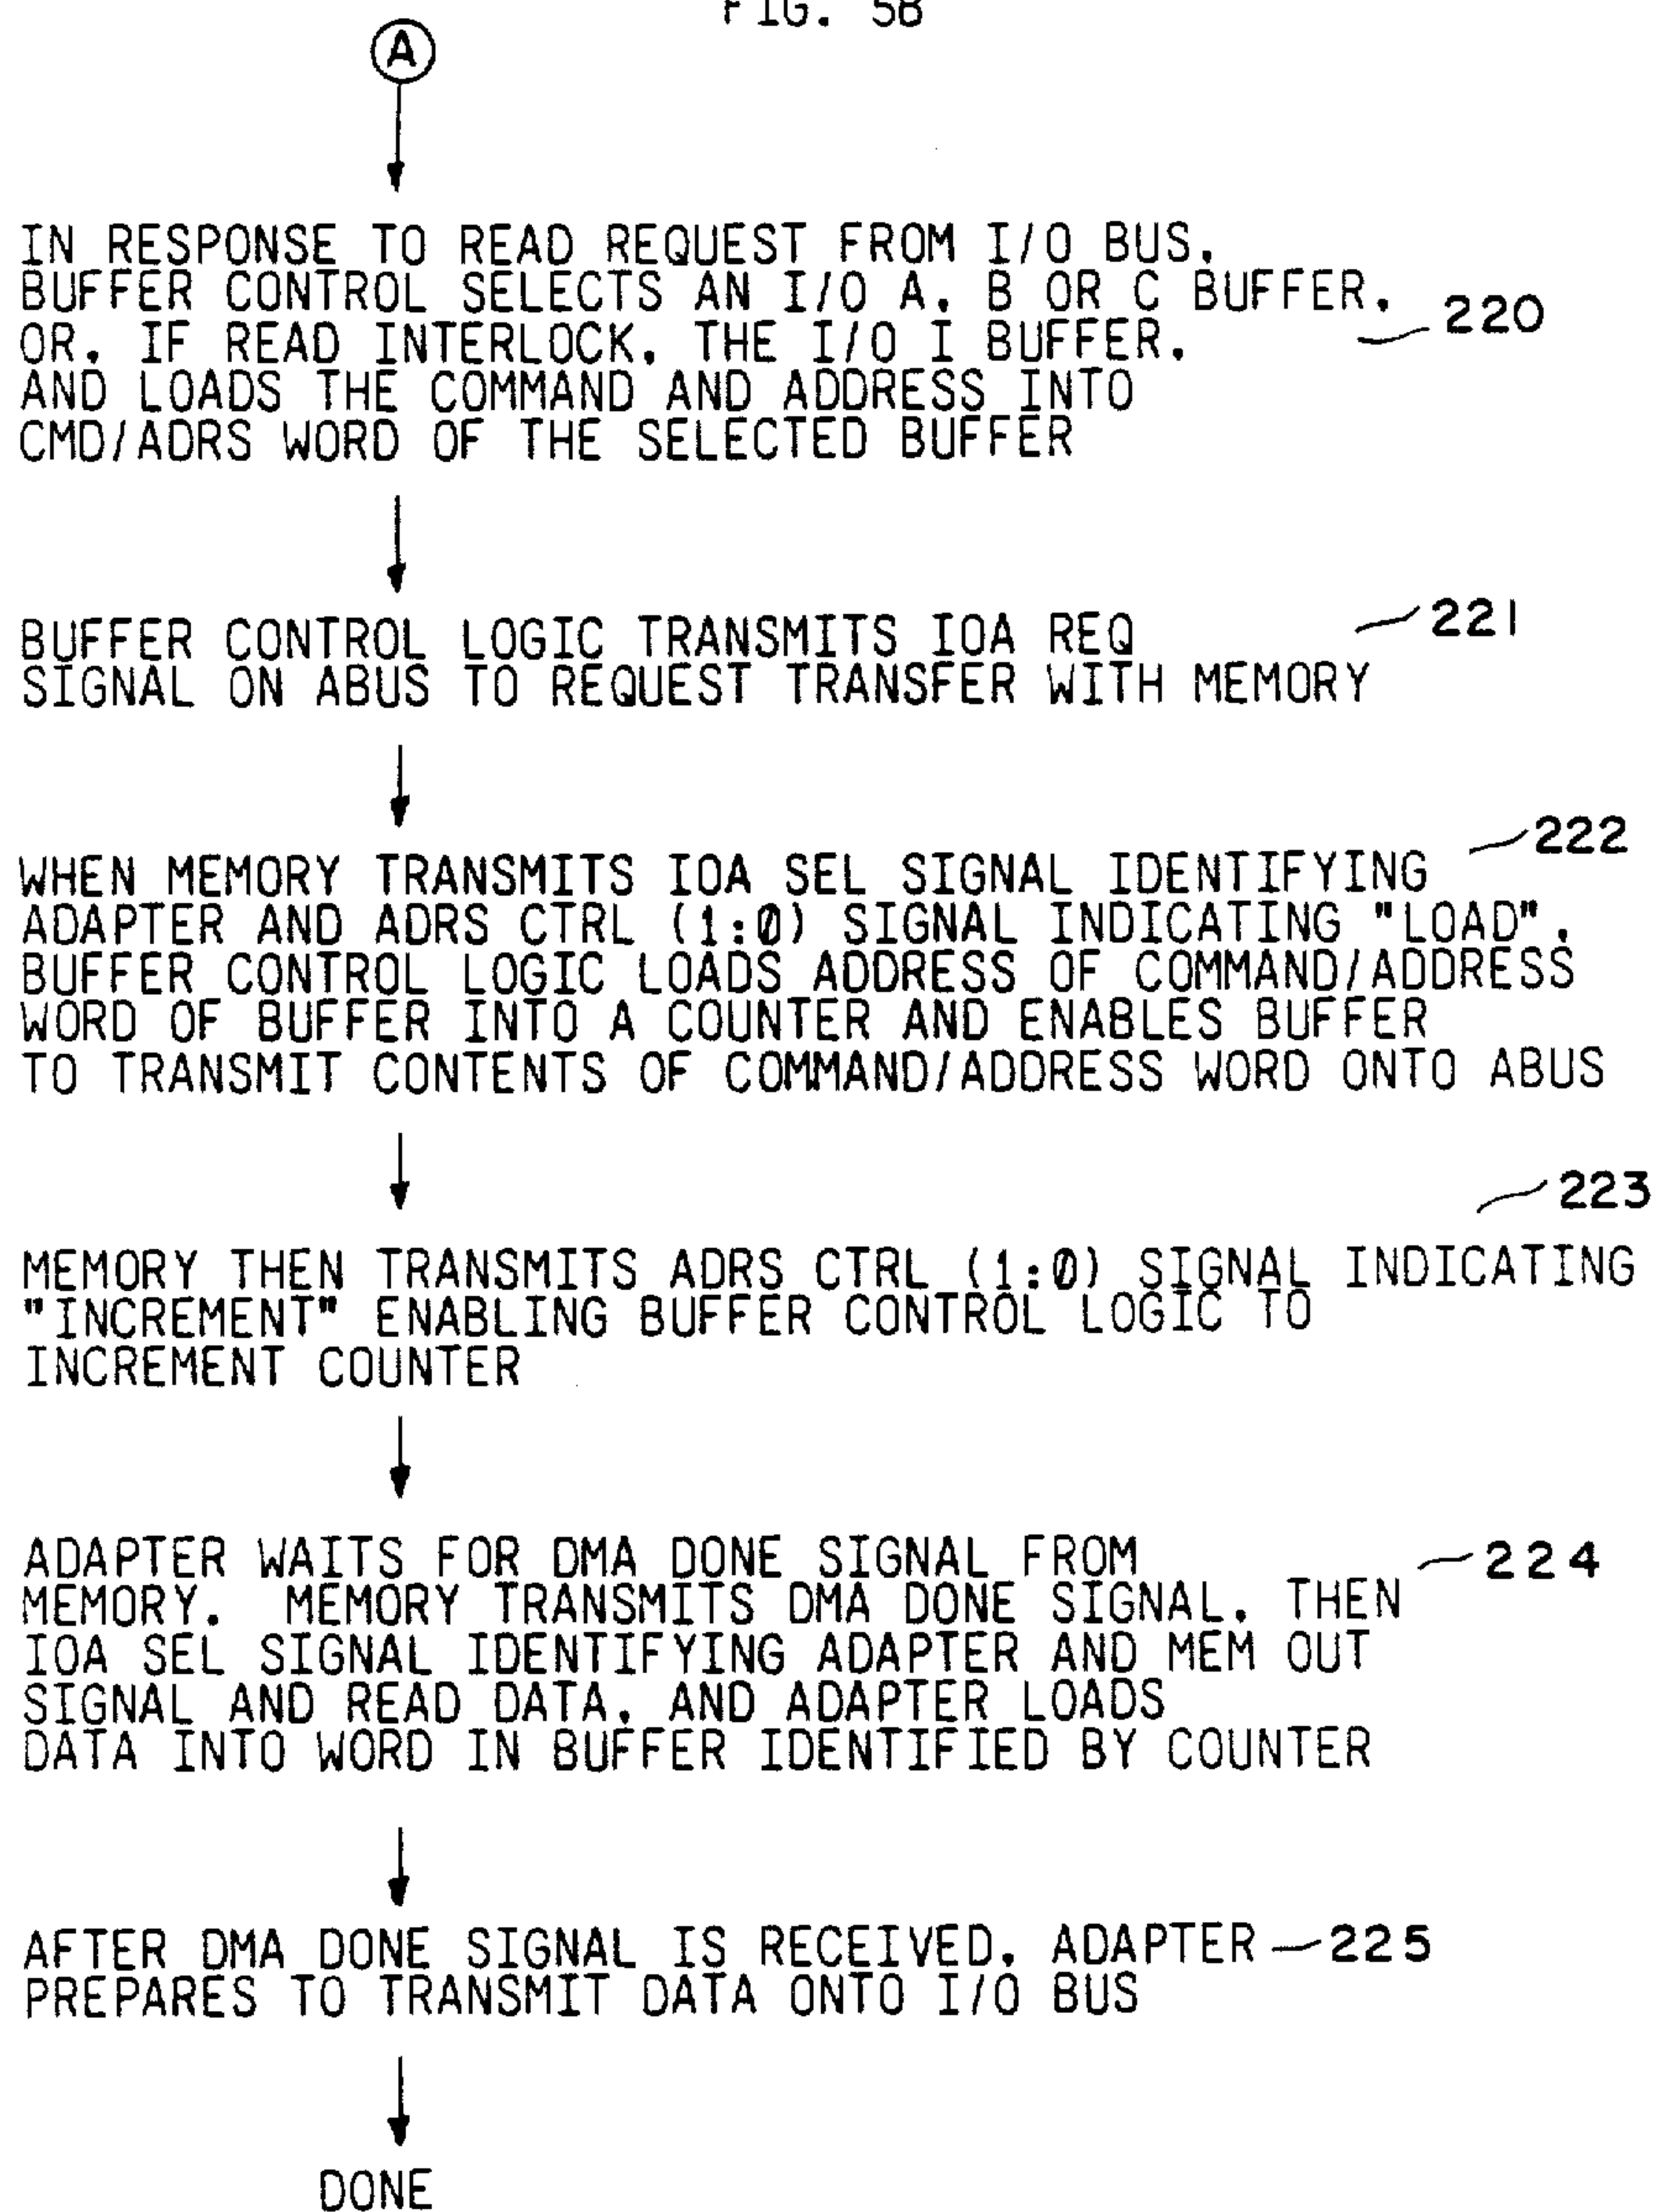 FIG. 5B
A
IN RESPONSE TO READ REQUEST FROM I/O BUS,
BUFFER CONTROL SELECTS AN I/O A, B OR C BUFFER,
OR, IF READ INTERLOCK, THE I/O I BUFFER,
220
AND LOADS THE COMMAND AND ADDRESS INTO
CMD/ADRS WORD OF THE SELECTED BUFFER
BUFFER CONTROL LOGIC TRANSMITS IOA REQ
221
SIGNAL ON ABUS TO REQUEST TRANSFER WITH MEMORY
222
WHEN MEMORY TRANSMITS IOA SEL SIGNAL IDENTIFYING
ADAPTER AND ADRS CTRL (1:0) SIGNAL INDICATING "LOAD",
BUFFER CONTROL LOGIC LOADS ADDRESS OF COMMAND/ADDRESS
WORD OF BUFFER INTO A COUNTER AND ENABLES BUFFER
TO TRANSMIT CONTENTS OF COMMAND/ADDRESS WORD ONTO ABUS
223
MEMORY THEN TRANSMITS ADRS CTRL (1:0) SIGNAL INDICATING
"INCREMENT" ENABLING BUFFER CONTROL LOGIC TO
INCREMENT COUNTER
ADAPTER WAITS FOR DMA DONE SIGNAL FROM
224
MEMORY. MEMORY TRANSMITS DMA DONE SIGNAL, THEN
IOA SEL SIGNAL IDENTIFYING ADAPTER AND MEM OUT
SIGNAL AND READ DATA, AND ADAPTER LOADS
DATA INTO WORD IN BUFFER IDENTIFIED BY COUNTER
AFTER DMA DONE SIGNAL IS RECEIVED, ADAPTER
225
PREPARES TO TRANSMIT DATA ONTO I/O BUS
DONE